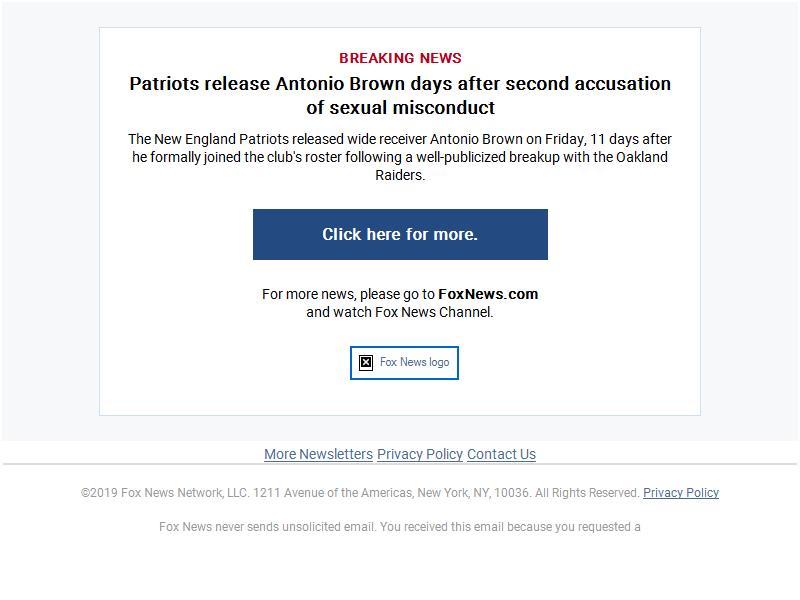 BREAKING NEWS
Patriots release Antonio Brown days after second accusation
of sexual misconduct
The New England Patriots released wide receiver Antonio Brown on Friday, 11 days after
he formally joined the club's roster following a well-publicized breakup with the Oakland
Raiders.
Click here for more.
For more news, please go to FoxNews.com
and watch Fox News Channel.
Fox News logo
More Newsletters Privacy Policy Contact Us
©2019 Fox News Network, LLC. 1211 Avenue of the Americas, New York, NY, 10036. All Rights Reserved. Privacy Policy
Fox News never sends unsolicited email. You received this email because you requested a